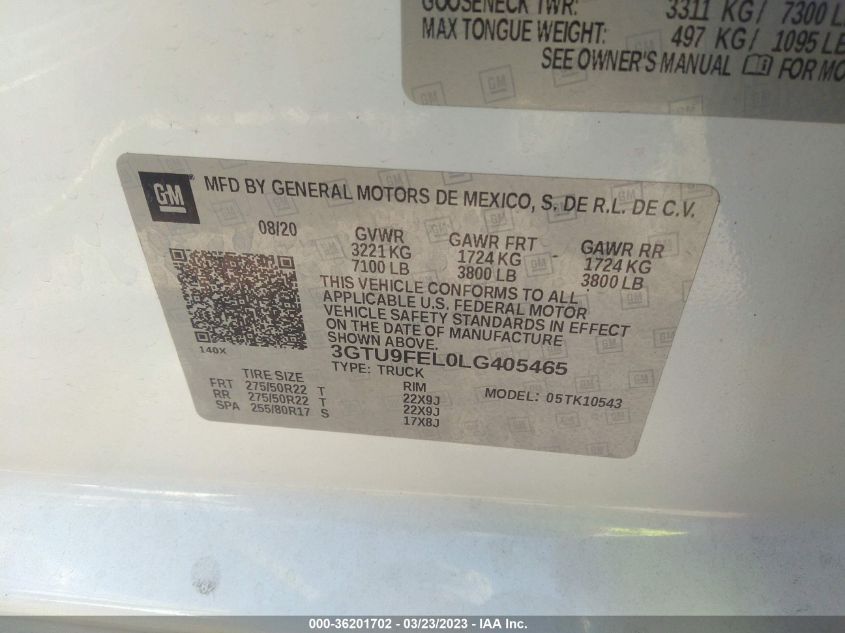 GOOSENECK TWR: 3311 KG / 7300 L
MAX TONGUE WEIGHT: 497 KG / 1095 LB
SEE OWNER'S MANUAL FOR MO
GM MFD BY GENERAL MOTORS DE MEXICO, S. DE R.L. DE C.V.
08/20 GVWR GAWR FRT GAWR RR
3221 KG 1724 KG 1724 KG
7100 LB 3800 LB 3800 LB
THIS VEHICLE CONFORMS TO ALL
APPLICABLE U.S. FEDERAL MOTOR
VEHICLE SAFETY STANDARDS IN EFFECT
ON THE DATE OF MANUFACTURE
SHOWN ABOVE.
140X
3GTU9FEL0LG405465
TYPE: TRUCK
TIRE SIZE RIM MODEL: 05TK10543
FRT 275/50R22 T 22X9J
RR 275/50R22 T 22X9J
SPA 255/80R17 S 17X8J
000-36201702 - 03/23/2023 - IAA Inc.